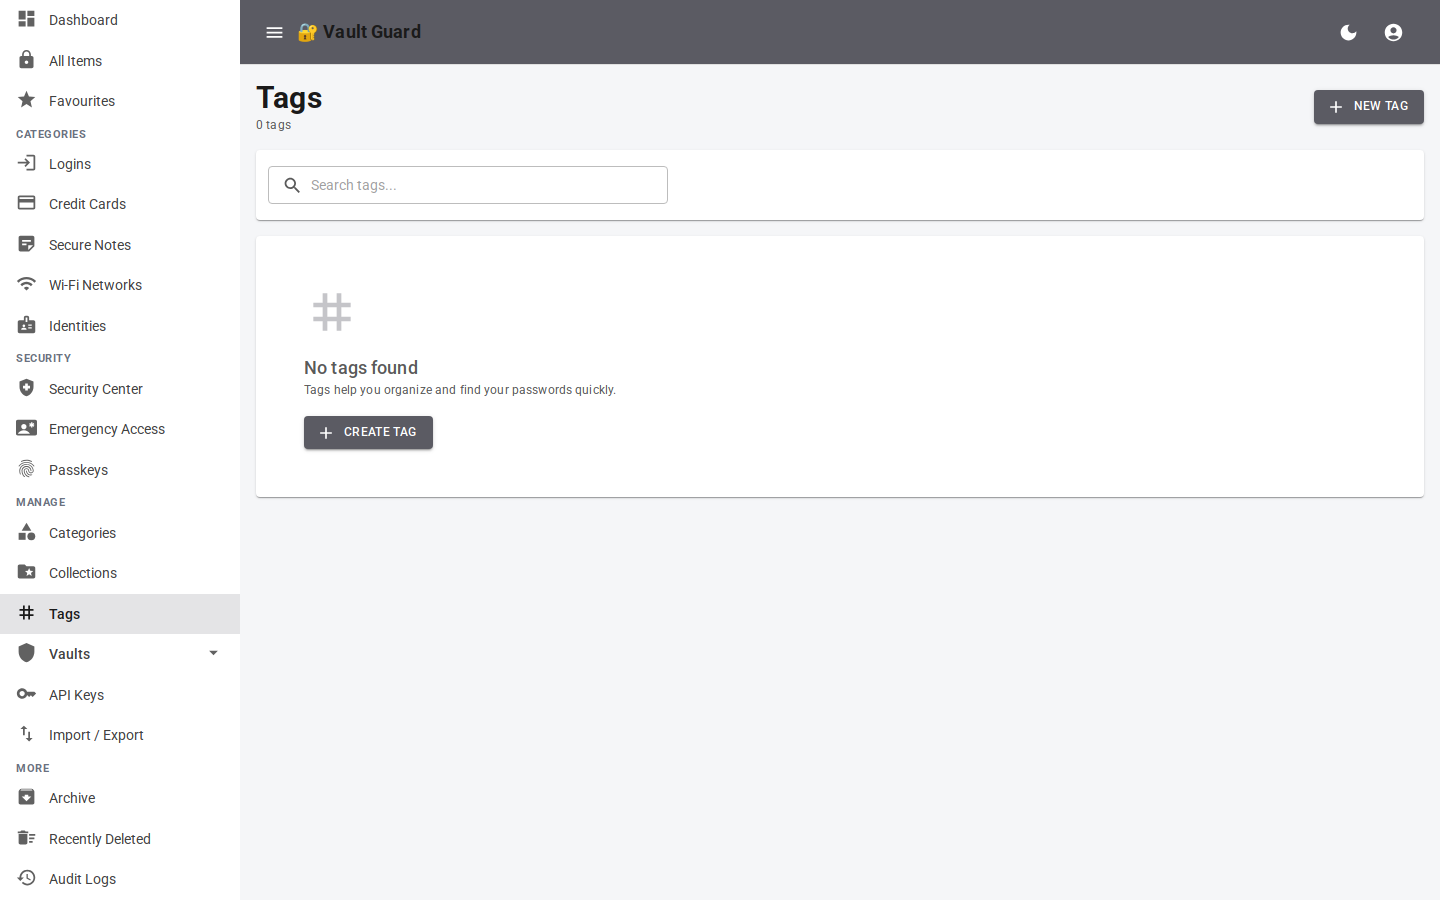 Dashboard
All Items
Favourites
CATEGORIES
Logins
Credit Cards
Secure Notes
Wi-Fi Networks
Identities
SECURITY
Security Center
Emergency Access
Passkeys
MANAGE
Categories
Collections
Tags
Vaults
API Keys
Import / Export
MORE
Archive
Recently Deleted
Audit Logs
Vault Guard
Tags
0 tags
NEW TAG
Search tags...
No tags found
Tags help you organize and find your passwords quickly.
CREATE TAG